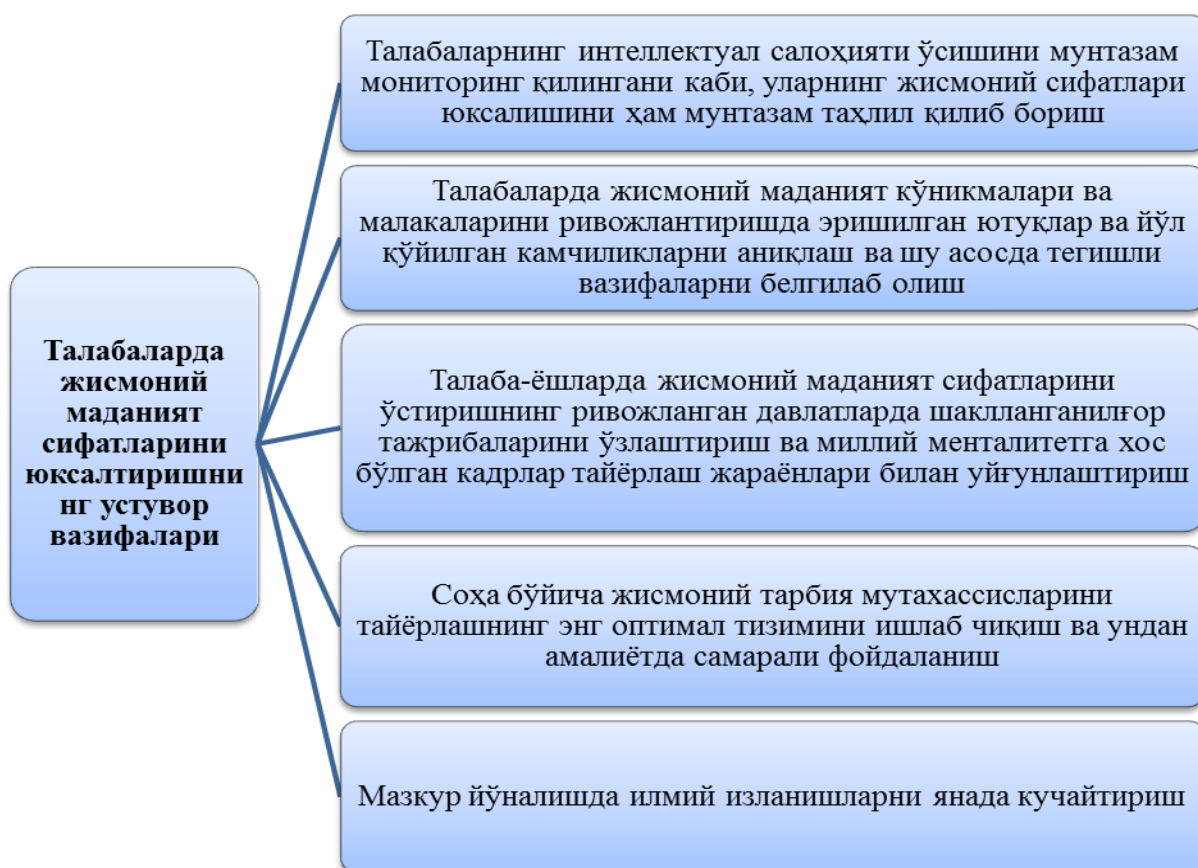 Талабаларда
жисмоний
маданият
сифатларини
юксалтиришни
нг устувор
вазифалари
Талабаларнинг интеллектуал салоҳияти ўсишини мунтазам
мониторинг қилингани каби, уларнинг жисмоний сифатлари
юксалишини ҳам мунтазам таҳлил қилиб бориш
Талабаларда жисмоний маданият кўникмалари ва
малакаларини ривожлантиришда эришилган ютуқлар ва йўл
қўйилган камчиликларни аниқлаш ва шу асосда тегишли
вазифаларни белгилаб олиш
Талаба-ёшларда жисмоний маданият сифатларини
ўстиришнинг ривожланган давлатларда шакллганганилғор
тажрибаларини ўзлаштириш ва миллий менталитетга хос
бўлган кадрлар тайёрлаш жараёнлари билан уйғунлаштириш
Соҳа бўйича жисмоний тарбия мутахассисларини
тайёрлашнинг энг оптимал тизимини ишлаб чиқиш ва ундан
амалиётда самарали фойдаланиш
Мазкур йўналишда илмий изланишларни янада кучайтириш